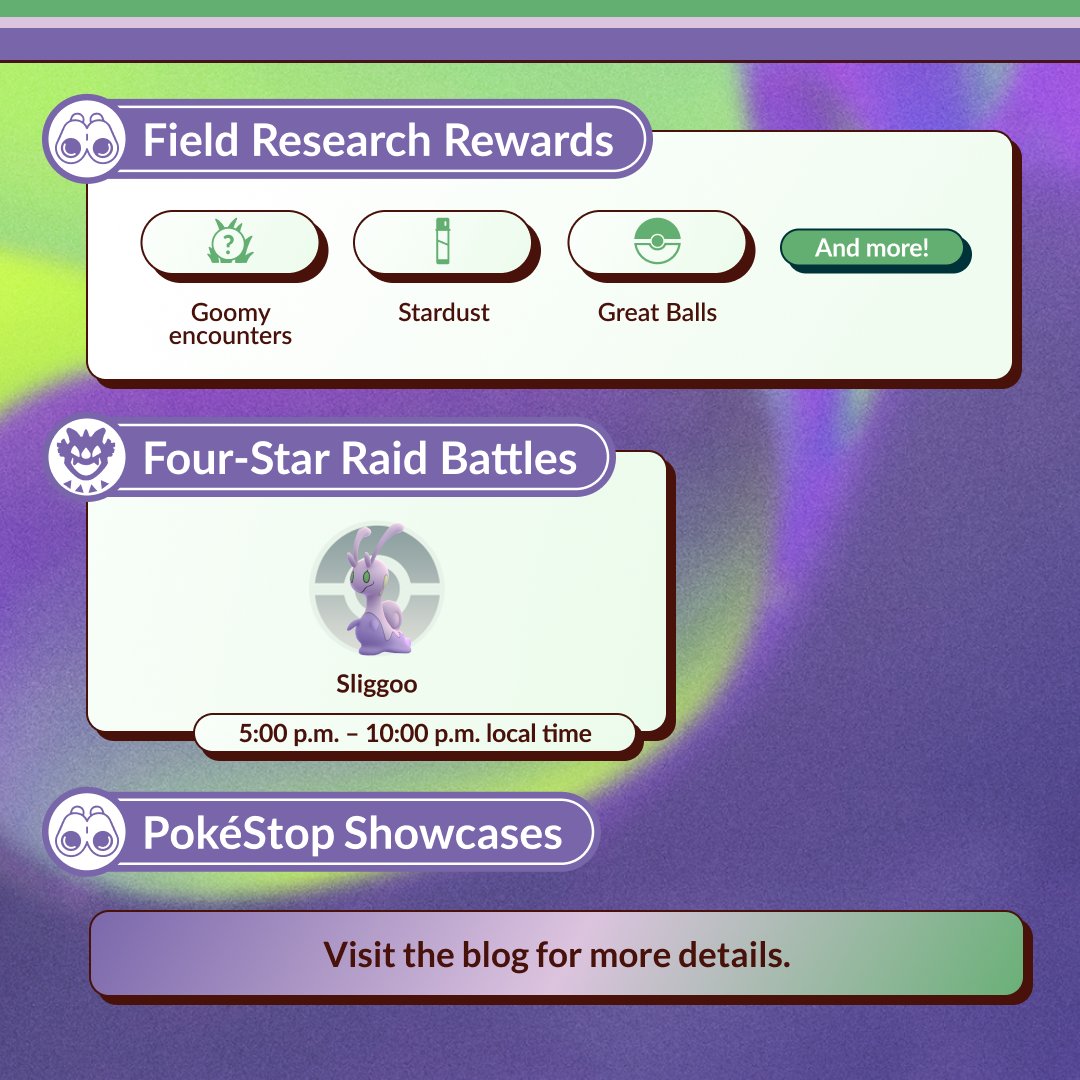 Field Research Rewards
?
And more!
Goomy
encounters
Stardust
Great Balls
Four-Star Raid Battles
Sliggoo
5:00 p.m. – 10:00 p.m. local time
PokéStop Showcases
Visit the blog for more details.